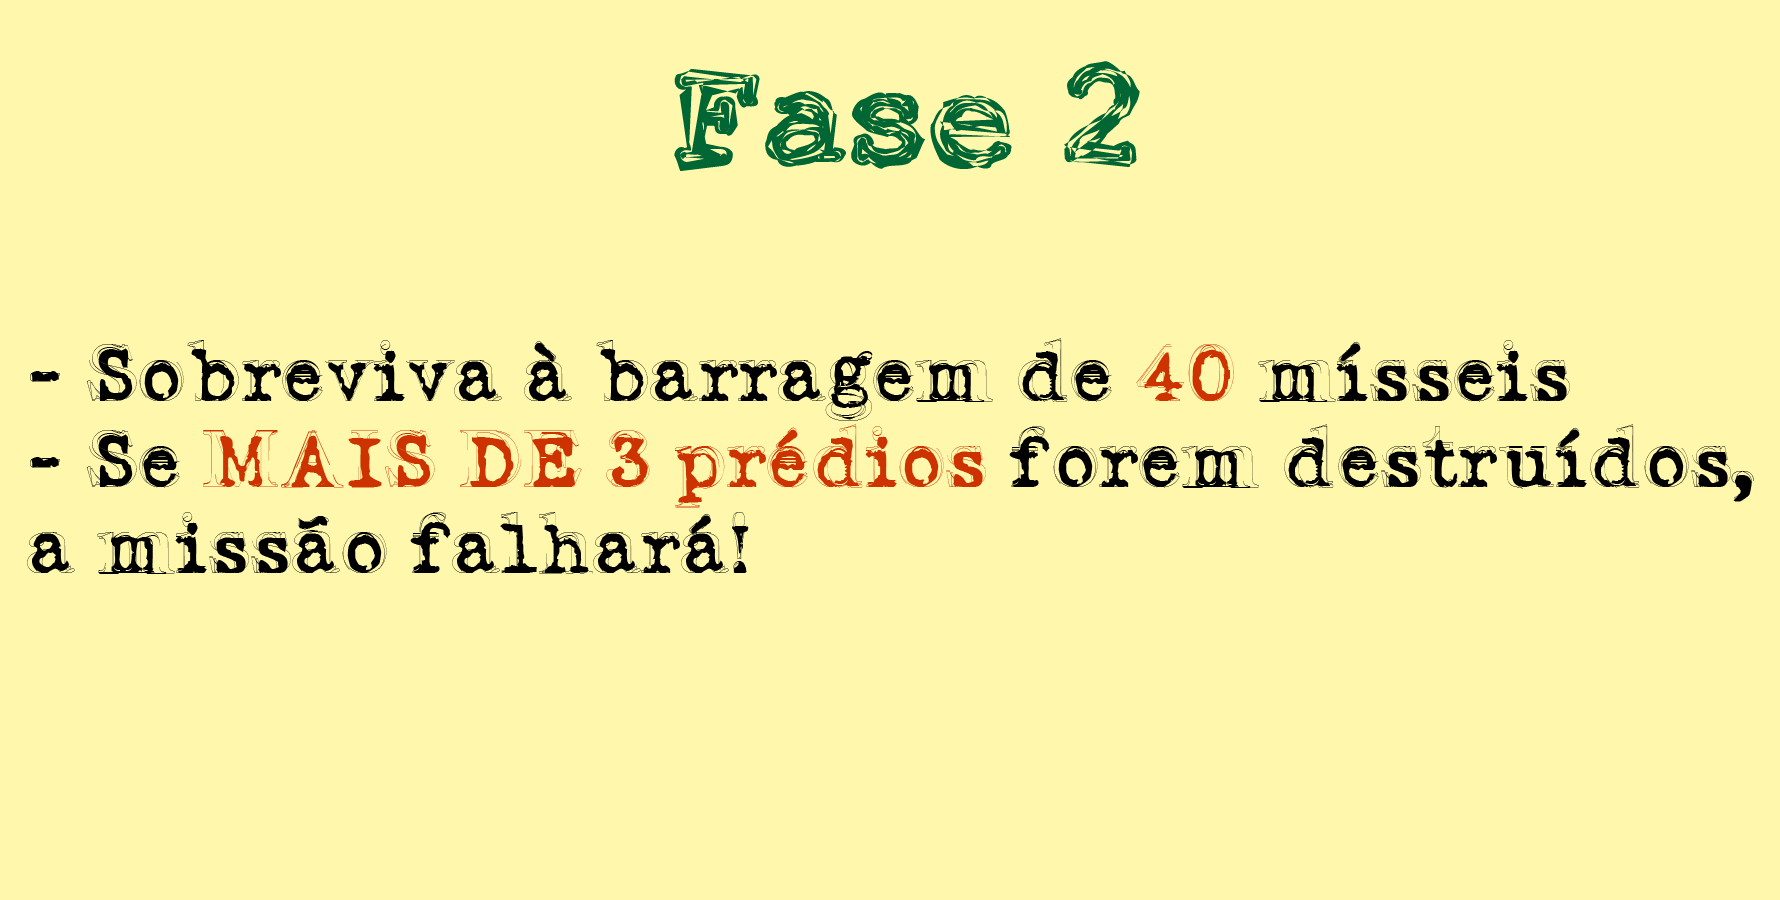 Fase 2
- Sobreviva à barragem de 40 mísseis
- Se MAIS DE 3 prédios forem destruídos,
a missão falhará!